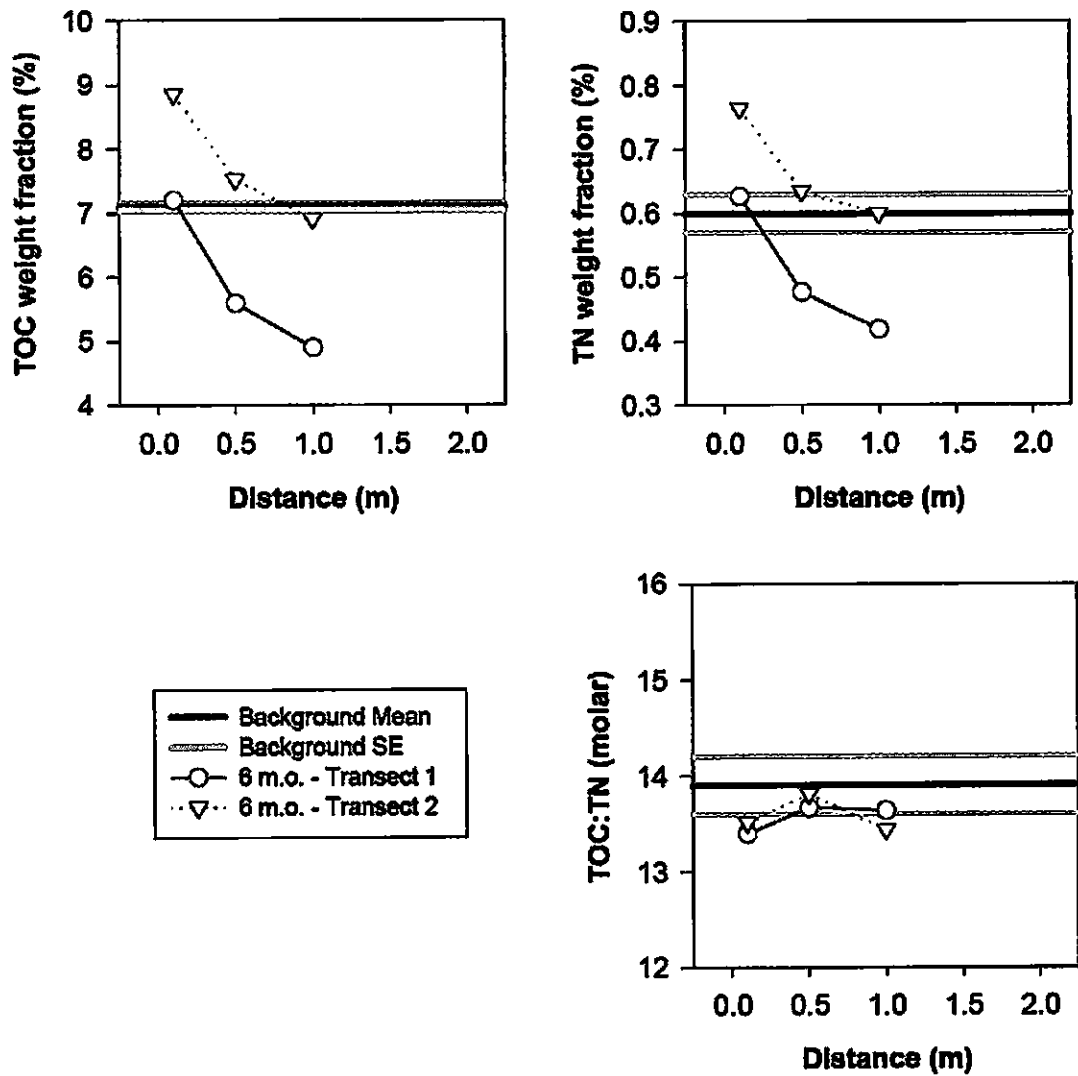 TOC weight fraction (%)
10
9
8
7
6
5
4
0.0 0.5 1.0 1.5 2.0
Distance (m)
TN weight fraction (%)
0.9
0.8
0.7
0.6
0.5
0.4
0.3
0.0 0.5 1.0 1.5 2.0
Distance (m)
Background Mean
Background SE
6 m.o. - Transect 1
6 m.o. - Transect 2
TOC:TN (molar)
16
15
14
13
12
0.0 0.5 1.0 1.5 2.0
Distance (m)